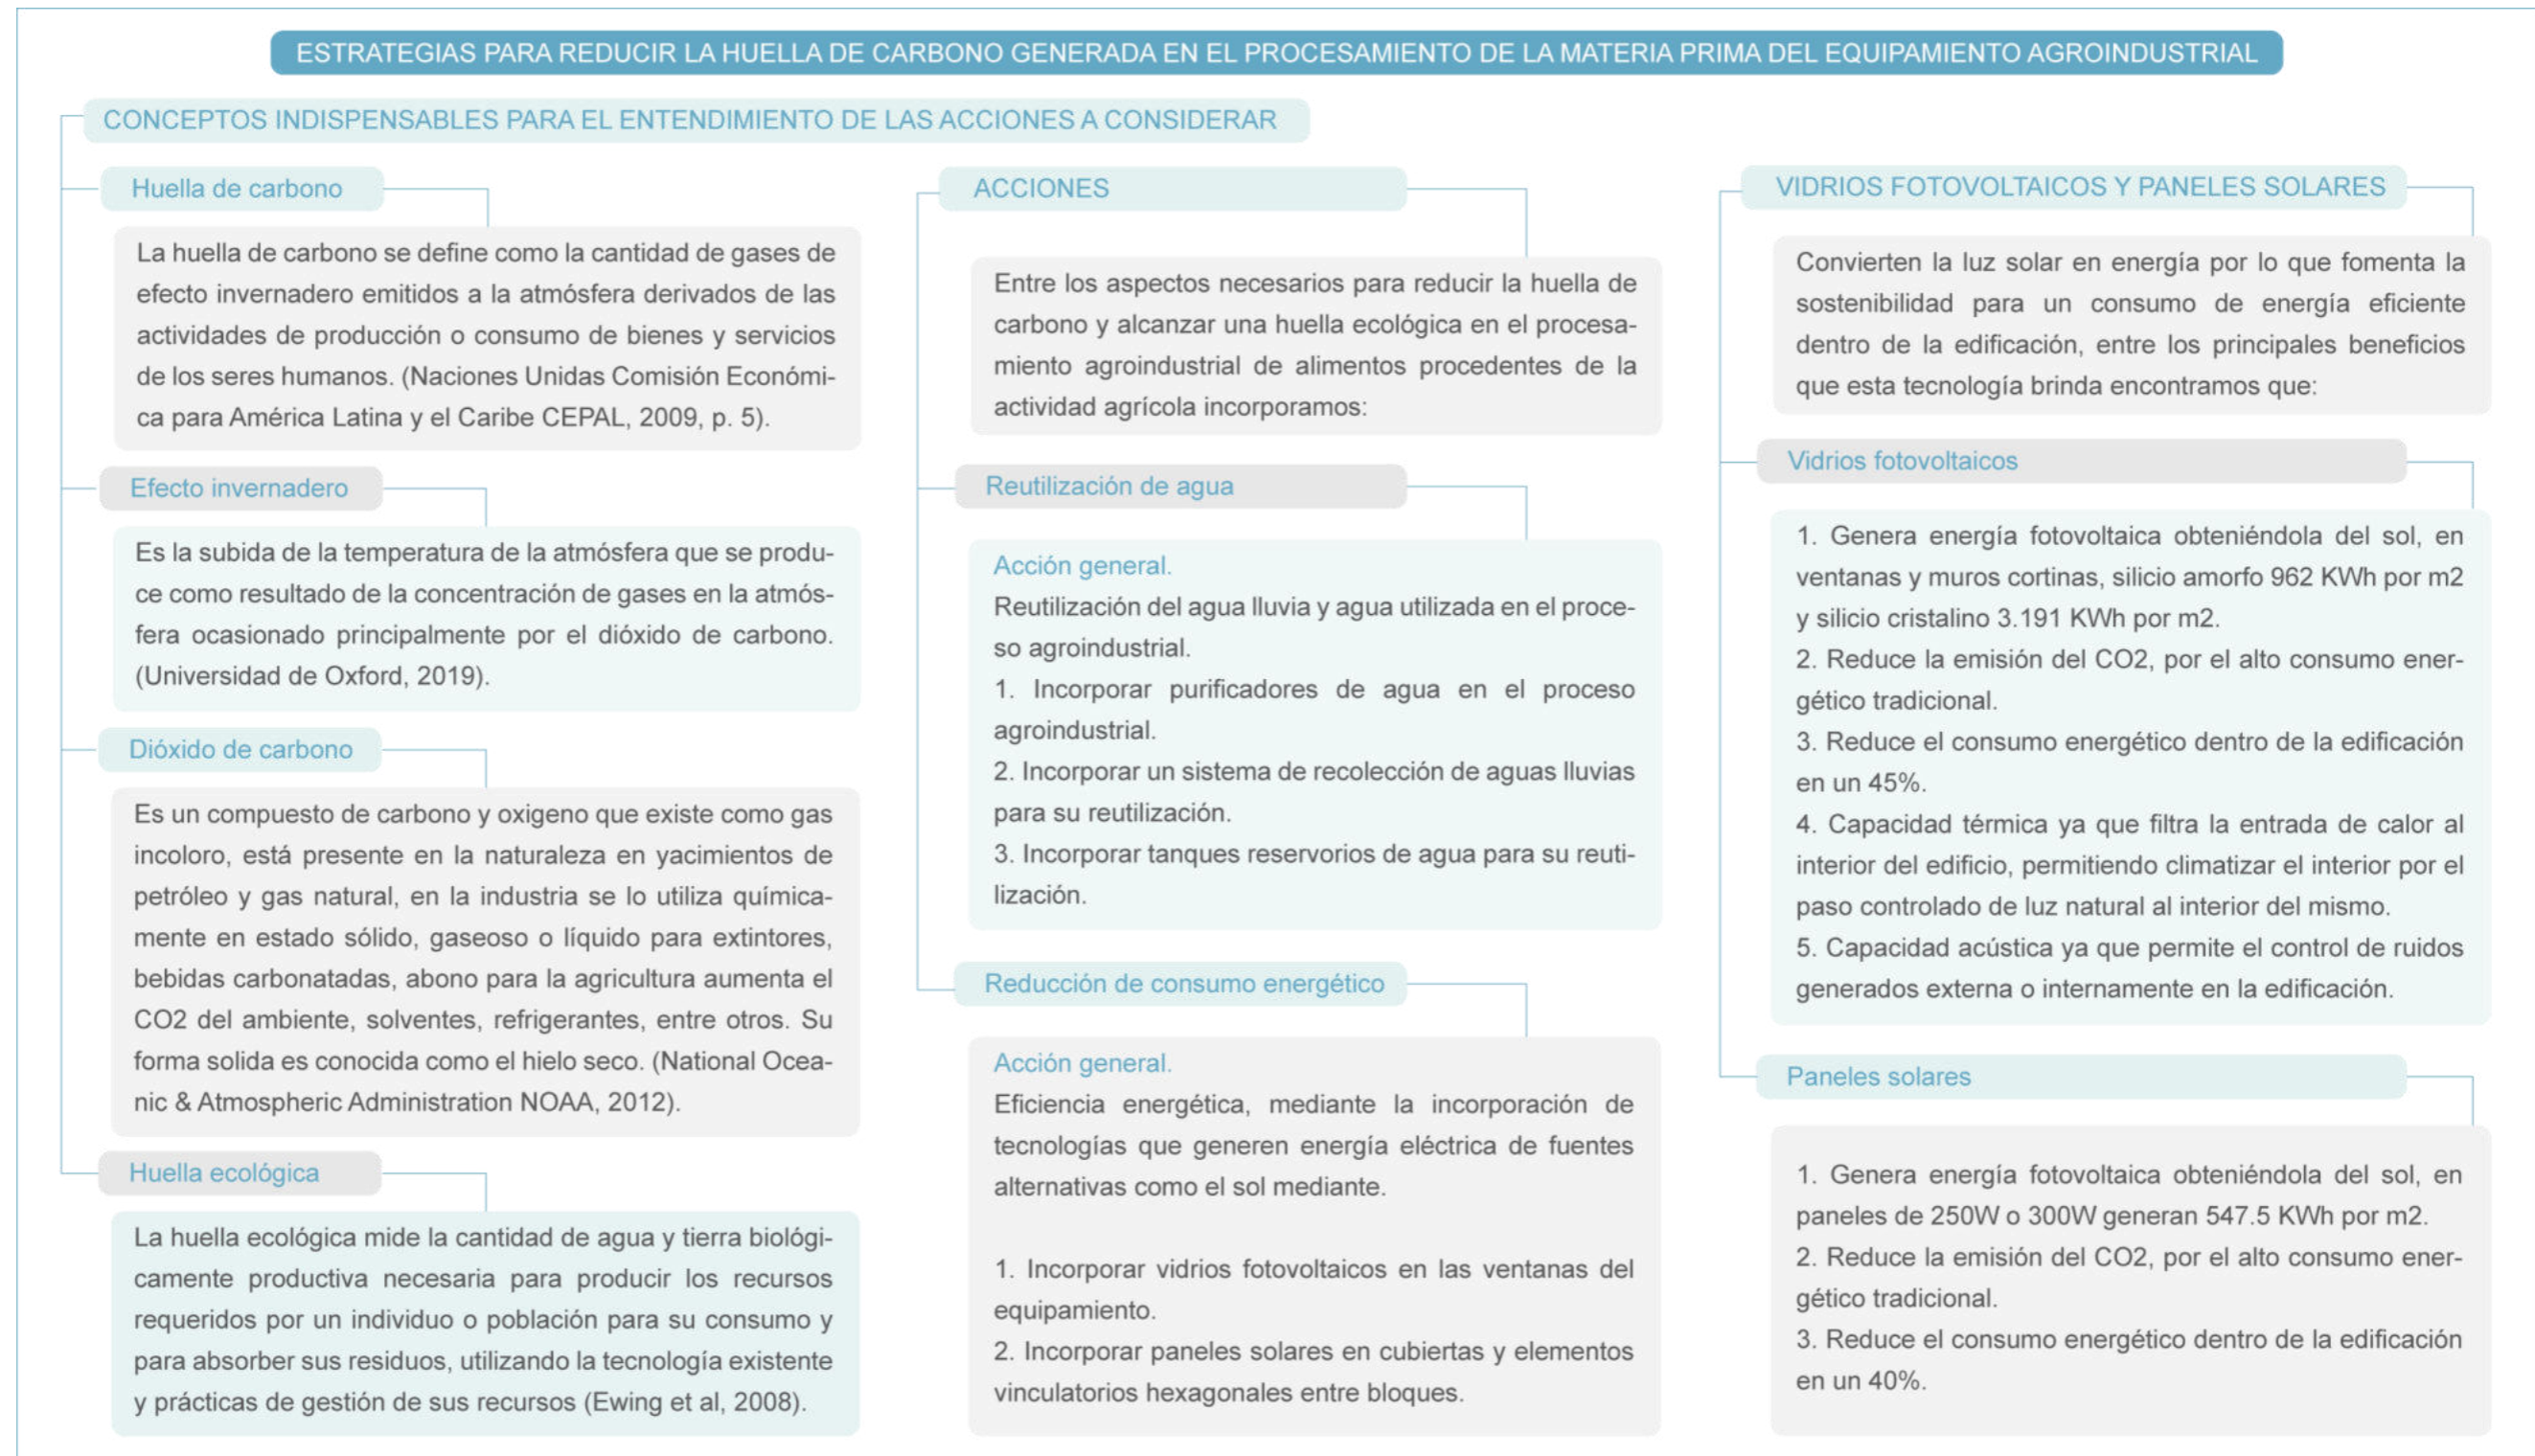 ESTRATEGIAS PARA REDUCIR LA HUELLA DE CARBONO GENERADA EN EL PROCESAMIENTO DE LA MATERIA PRIMA DEL EQUIPAMIENTO AGROINDUSTRIAL
CONCEPTOS INDISPENSABLES PARA EL ENTENDIMIENTO DE LAS ACCIONES A CONSIDERAR
Huella de carbono
La huella de carbono se define como la cantidad de gases de
efecto invernadero emitidos a la atmósfera derivados de las
actividades de producción o consumo de bienes y servicios
de los seres humanos. (Naciones Unidas Comisión Económi-
ca para América Latina y el Caribe CEPAL, 2009, p. 5).
Efecto invernadero
Es la subida de la temperatura de la atmósfera que se produ-
ce como resultado de la concentración de gases en la atmós-
fera ocasionado principalmente por el dióxido de carbono.
(Universidad de Oxford, 2019).
Dióxido de carbono
Es un compuesto de carbono y oxigeno que existe como gas
incoloro, está presente en la naturaleza en yacimientos de
petróleo y gas natural, en la industria se lo utiliza química-
mente en estado sólido, gaseoso o líquido para extintores,
bebidas carbonatadas, abono para la agricultura aumenta el
CO2 del ambiente, solventes, refrigerantes, entre otros. Su
forma solida es conocida como el hielo seco. (National Ocea-
nic & Atmospheric Administration NOAA, 2012).
Huella ecológica
La huella ecológica mide la cantidad de agua y tierra biológi-
camente productiva necesaria para producir los recursos
requeridos por un individuo o población para su consumo y
para absorber sus residuos, utilizando la tecnología existente
y prácticas de gestión de sus recursos (Ewing et al, 2008).
ACCIONES
Entre los aspectos necesarios para reducir la huella de
carbono y alcanzar una huella ecológica en el procesa-
miento agroindustrial de alimentos procedentes de la
actividad agrícola incorporamos:
Reutilización de agua
Acción general.
Reutilización del agua lluvia y agua utilizada en el proce-
so agroindustrial.
1. Incorporar purificadores de agua en el proceso
agroindustrial.
2. Incorporar un sistema de recolección de aguas lluvias
para su reutilización.
3. Incorporar tanques reservorios de agua para su reuti-
lización.
Reducción de consumo energético
Acción general.
Eficiencia energética, mediante la incorporación de
tecnologías que generen energía eléctrica de fuentes
alternativas como el sol mediante.
1. Incorporar vidrios fotovoltaicos en las ventanas del
equipamiento.
2. Incorporar paneles solares en cubiertas y elementos
vinculatorios hexagonales entre bloques.
VIDRIOS FOTOVOLTAICOS Y PANELES SOLARES
Convierten la luz solar en energía por lo que fomenta la
sostenibilidad para un consumo de energía eficiente
dentro de la edificación, entre los principales beneficios
que esta tecnología brinda encontramos que:
Vidrios fotovoltaicos
1. Genera energía fotovoltaica obteniéndola del sol, en
ventanas y muros cortinas, silicio amorfo 962 KWh por m2
y silicio cristalino 3.191 KWh por m2.
2. Reduce la emisión del CO2, por el alto consumo ener-
gético tradicional.
3. Reduce el consumo energético dentro de la edificación
en un 45%.
4. Capacidad térmica ya que filtra la entrada de calor al
interior del edificio, permitiendo climatizar el interior por el
paso controlado de luz natural al interior del mismo.
5. Capacidad acústica ya que permite el control de ruidos
generados externa o internamente en la edificación.
Paneles solares
1. Genera energía fotovoltaica obteniéndola del sol, en
paneles de 250W o 300W generan 547.5 KWh por m2.
2. Reduce la emisión del CO2, por el alto consumo ener-
gético tradicional.
3. Reduce el consumo energético dentro de la edificación
en un 40%.